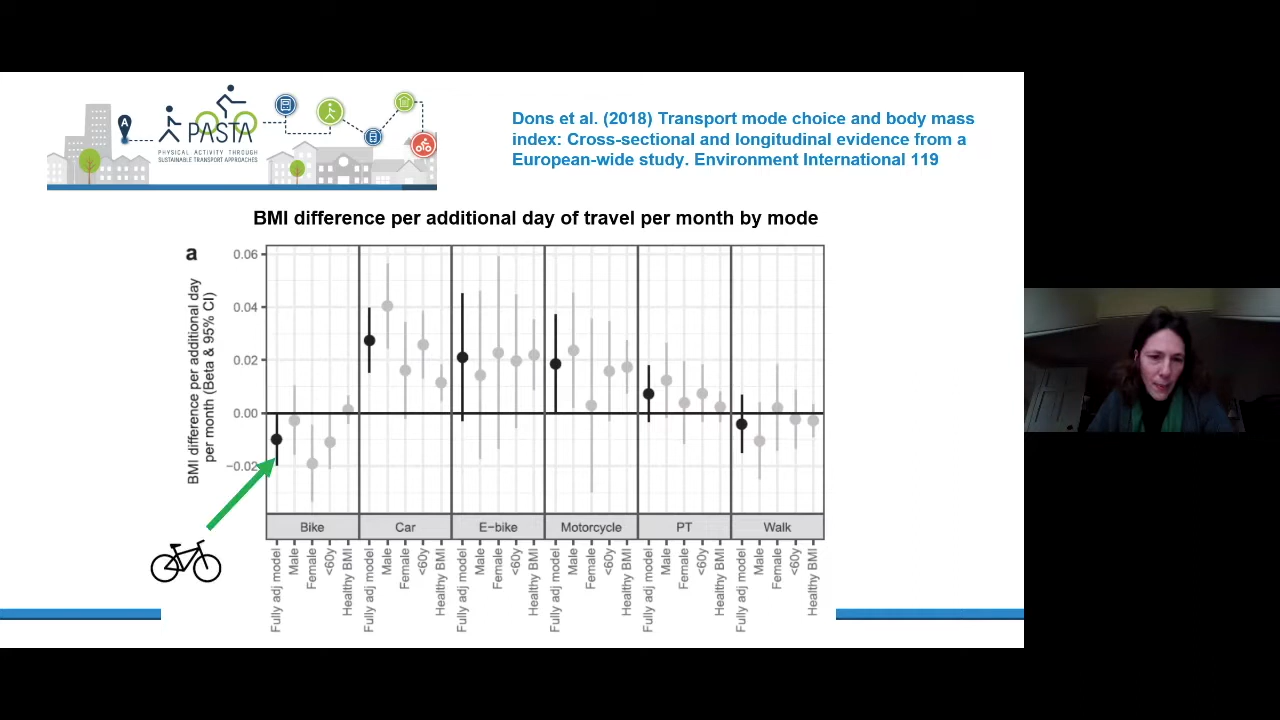 A
PASTA
PHYSICAL ACTIVITY THROUGH
SUSTAINABLE TRANSPORT APPROACHES
Dons et al. (2018) Transport mode choice and body mass
index: Cross-sectional and longitudinal evidence from a
European-wide study. Environment International 119
BMI difference per additional day of travel per month by mode
a
BMI difference per additional day
per month (Beta & 95% CI)
0.06
0.04
0.02
0.00
−0.02
Bike
Car
E−bike
Motorcycle
PT
Walk
Fully adj model
Male
Female
<60y
Healthy BMI
Fully adj model
Male
Female
<60y
Healthy BMI
Fully adj model
Male
Female
<60y
Healthy BMI
Fully adj model
Male
Female
<60y
Healthy BMI
Fully adj model
Male
Female
<60y
Healthy BMI
Fully adj model
Male
Female
<60y
Healthy BMI